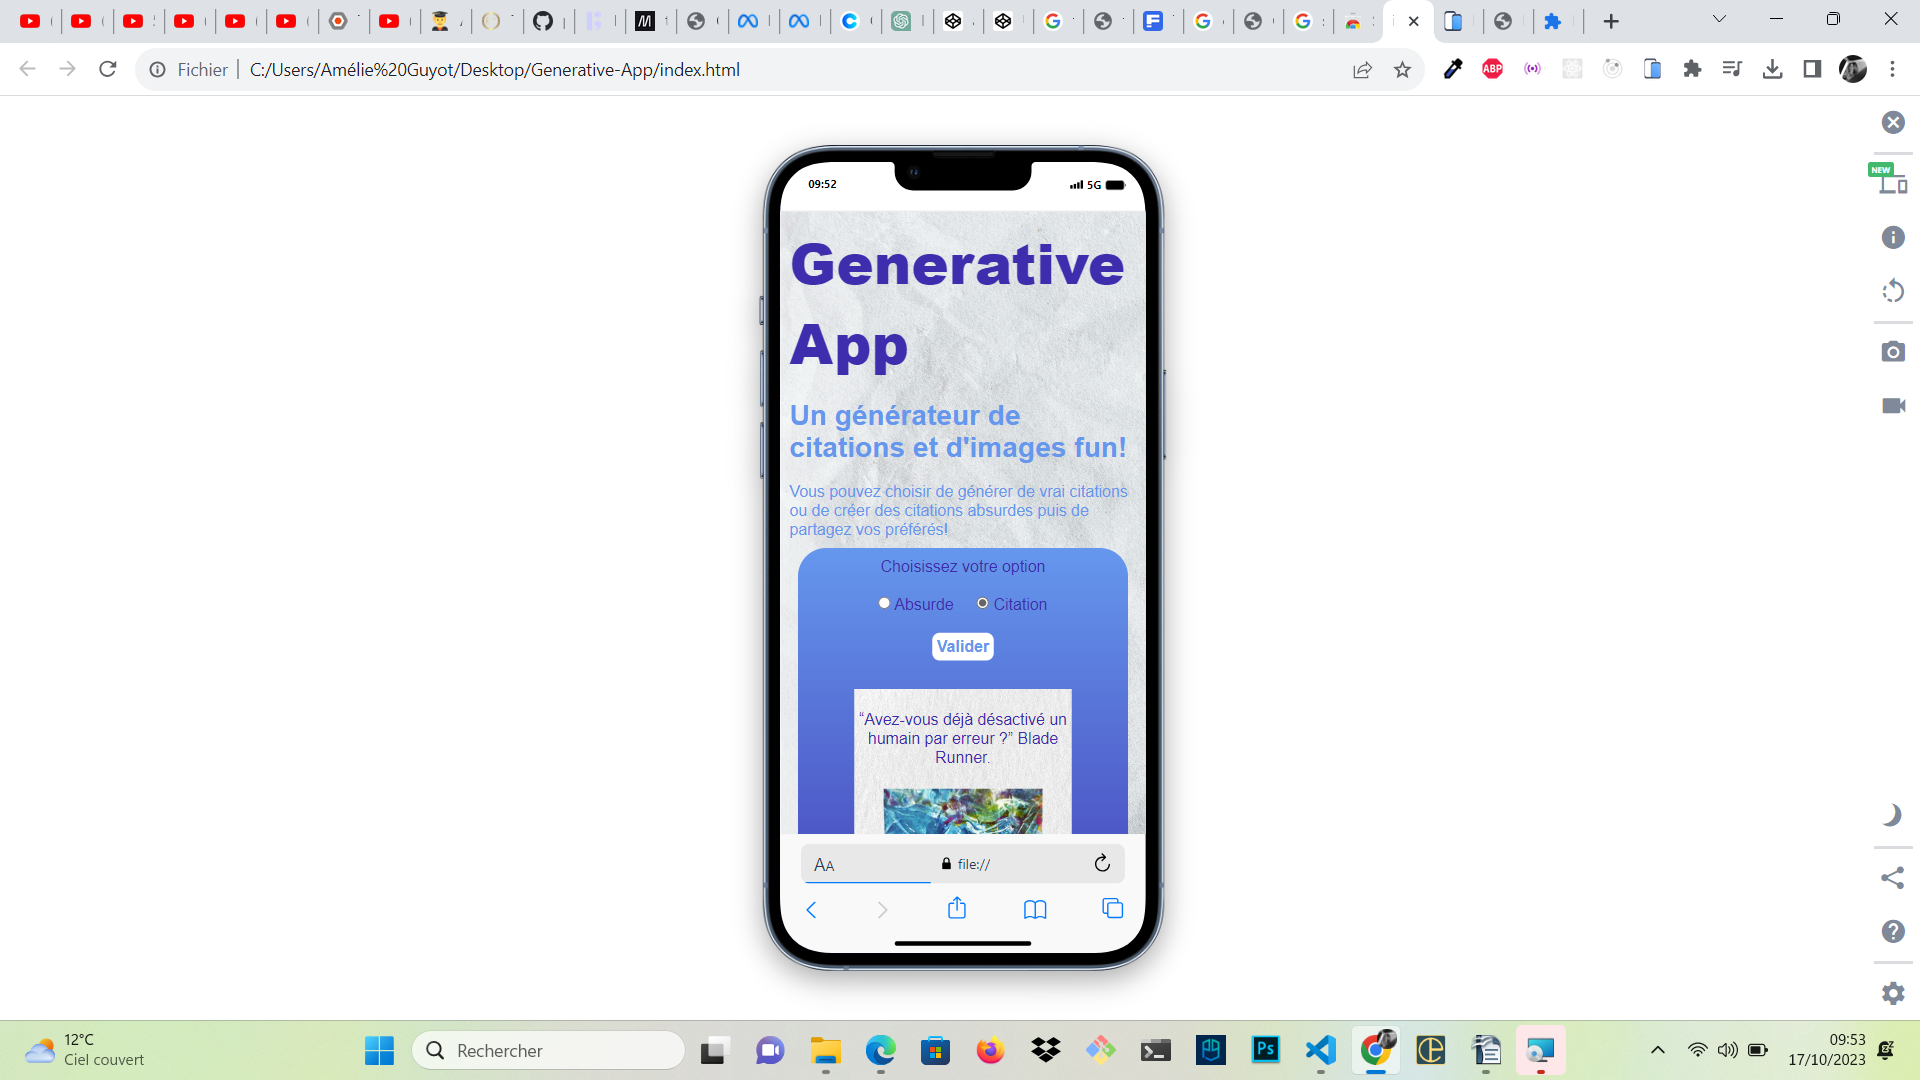 Fichier
C:/Users/Amélie%20Guyot/Desktop/Generative-App/index.html
ABP
NEW
09:52
5G
Generative
App
Un générateur de
citations et d'images fun!
Vous pouvez choisir de générer de vrai citations
ou de créer des citations absurdes puis de
partagez vos préférés!
Choisissez votre option
Absurde
Citation
Valider
“Avez-vous déjà désactivé un
humain par erreur ?” Blade
Runner.
AA
file://
12°C
Ciel couvert
Rechercher
Ps
09:53
17/10/2023